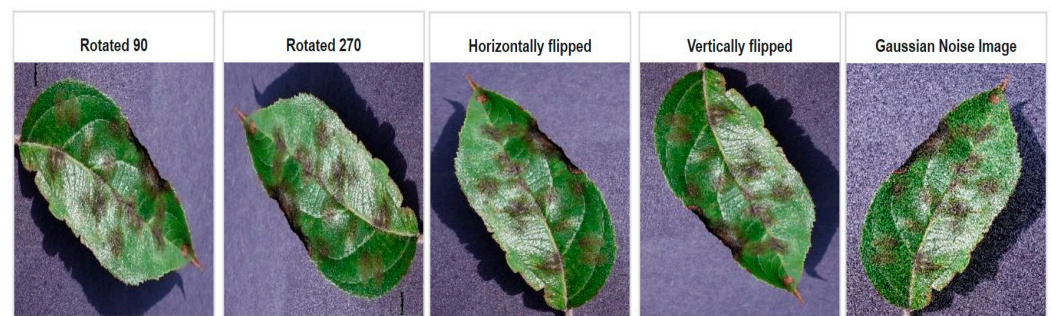 Rotated 90
Rotated 270
Horizontally flipped
Vertically flipped
Gaussian Noise Image